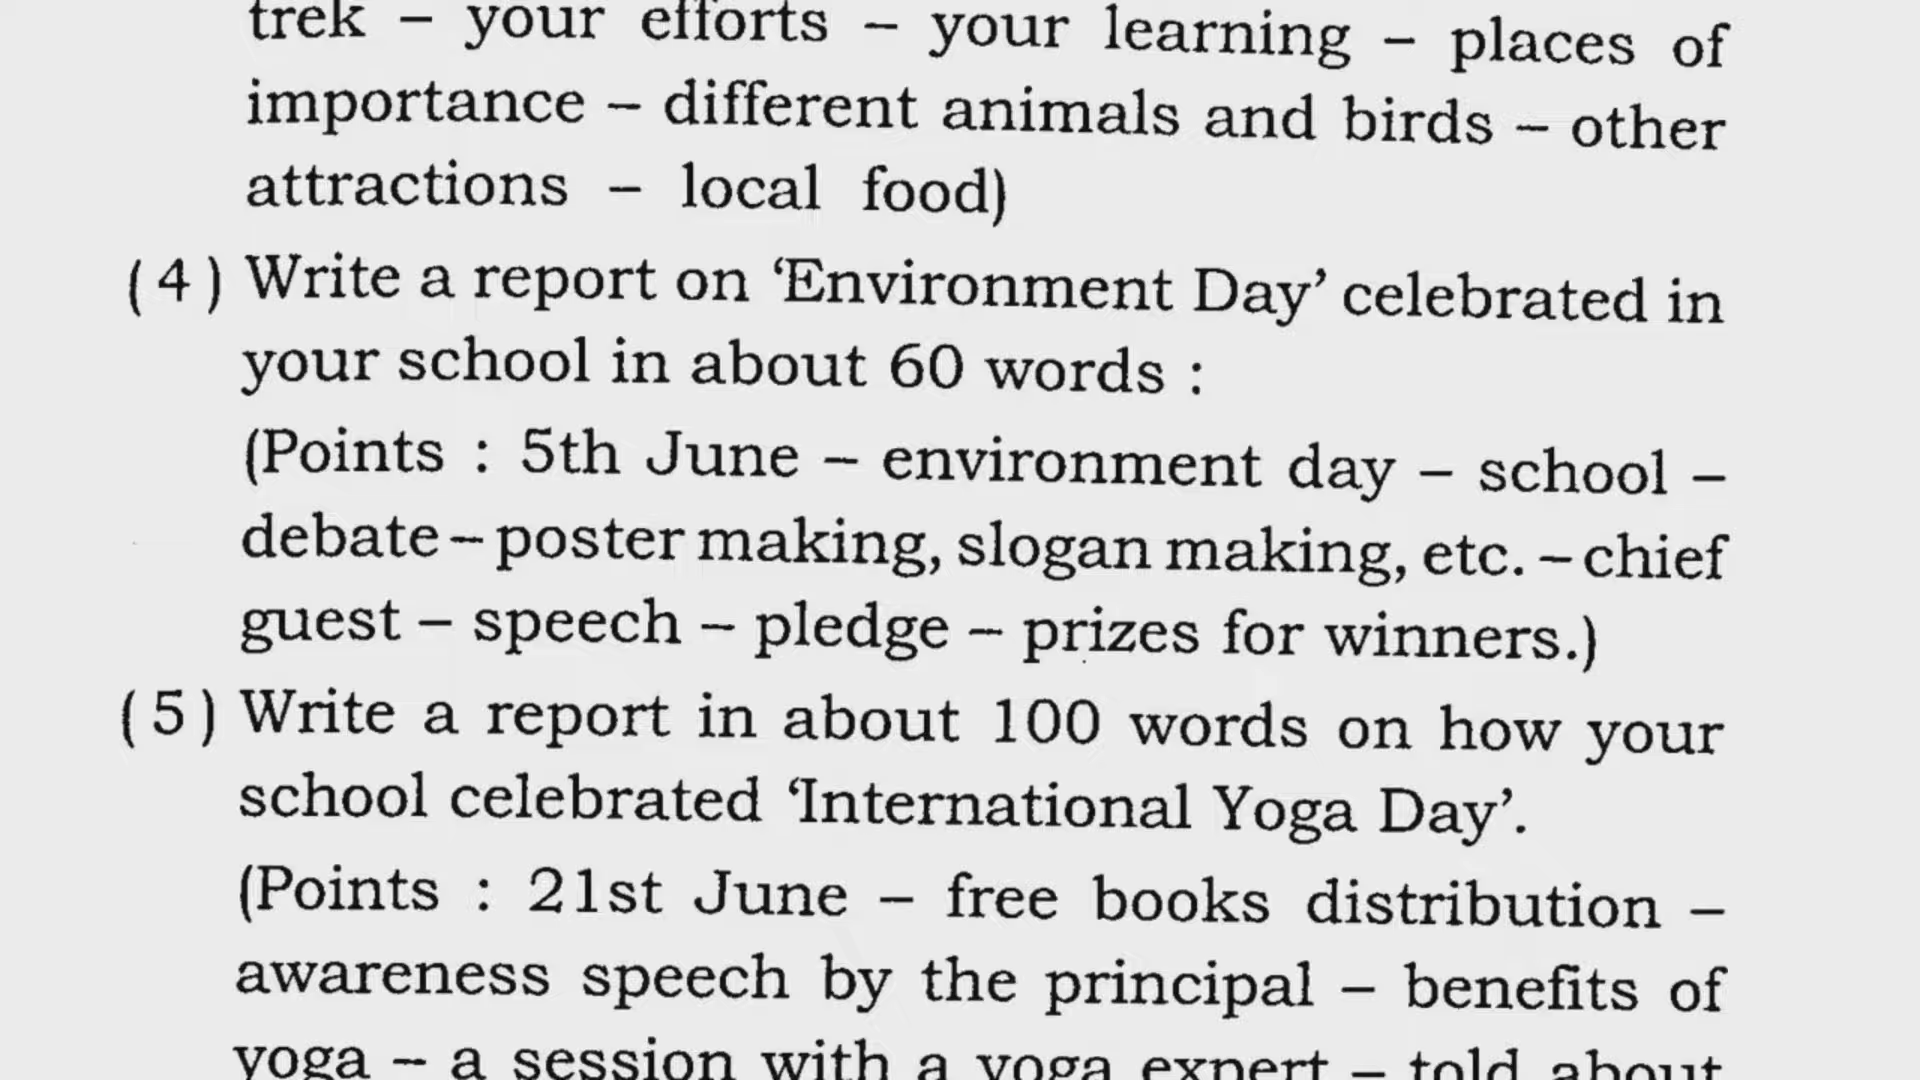 trek – your efforts – your learning – places of
importance – different animals and birds – other
attractions – local food)
(4) Write a report on ‘Environment Day’ celebrated in
your school in about 60 words :
(Points : 5th June – environment day – school –
debate – poster making, slogan making, etc. – chief
guest – speech – pledge – prizes for winners.)
(5) Write a report in about 100 words on how your
school celebrated ‘International Yoga Day’.
(Points : 21st June – free books distribution –
awareness speech by the principal – benefits of
yoga – a session with a yoga expert – told about